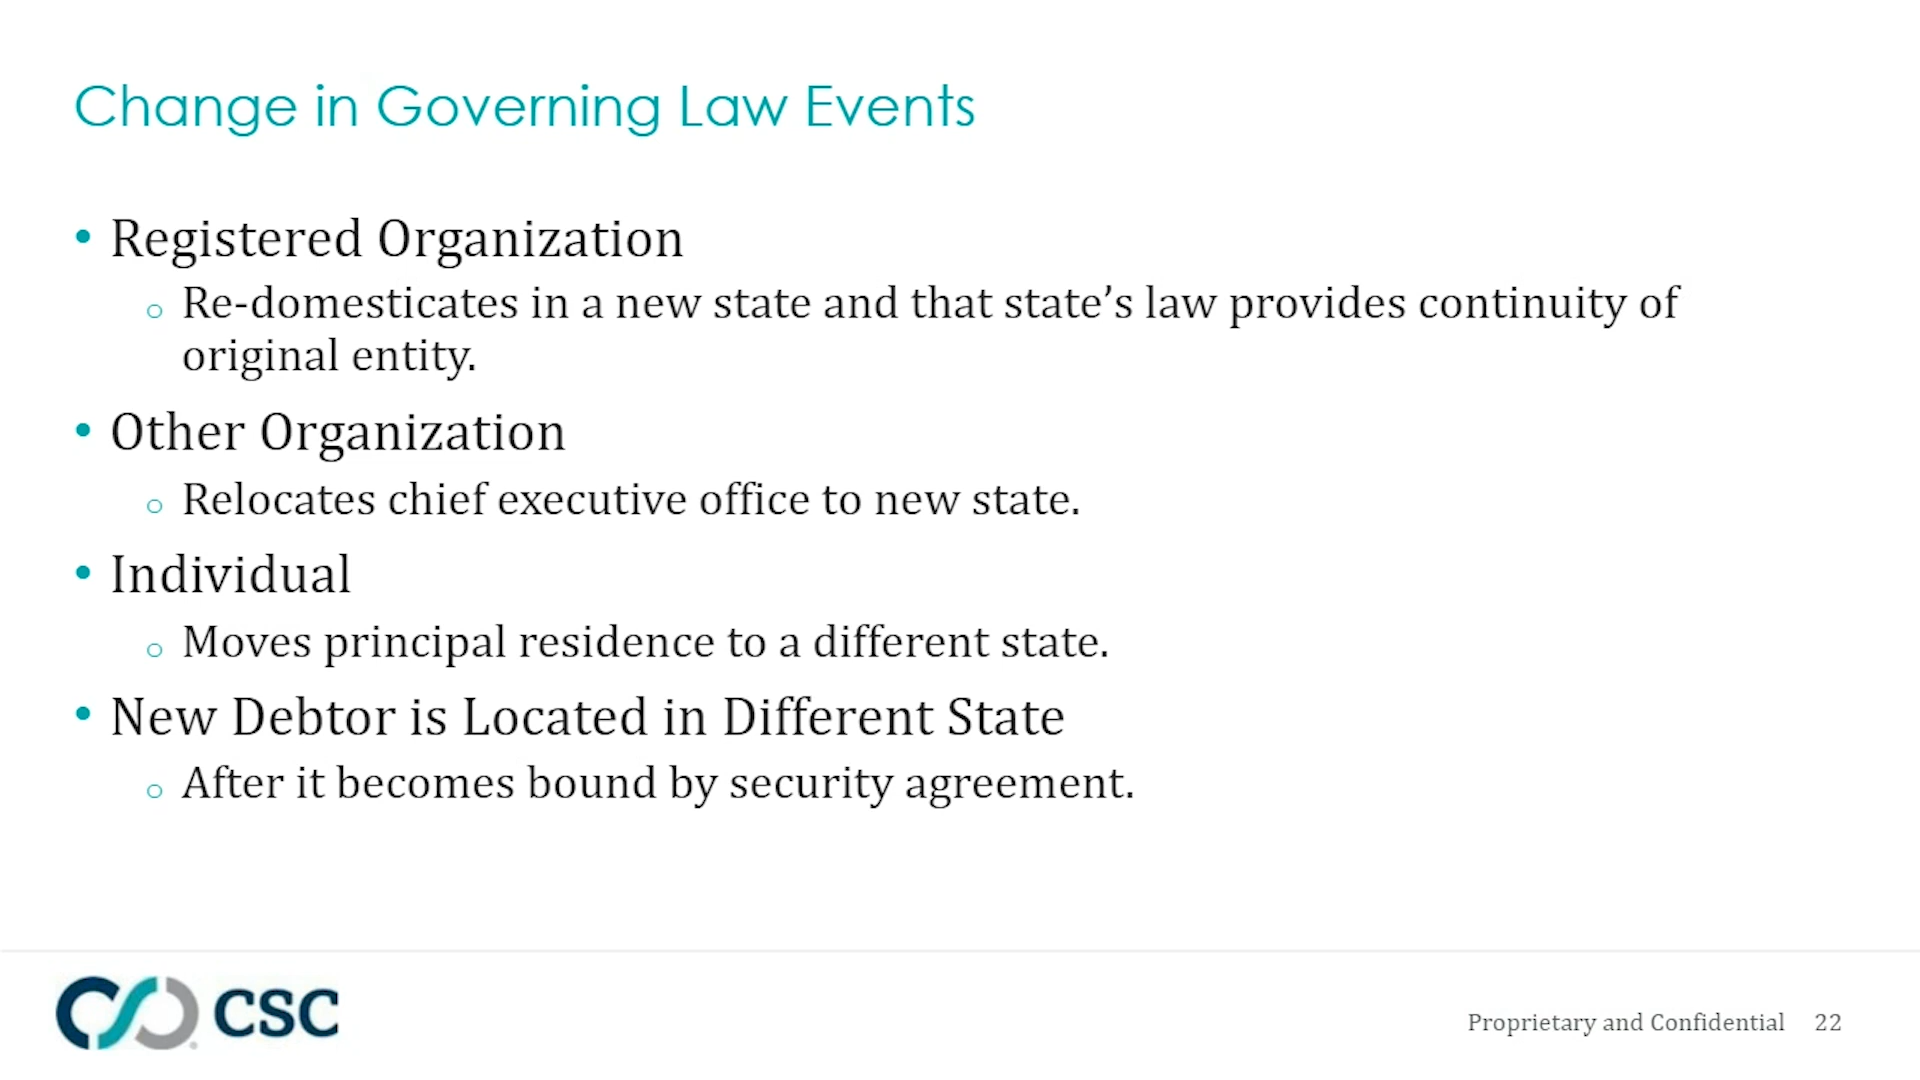 Change in Governing Law Events
• Registered Organization
o Re-domesticates in a new state and that state’s law provides continuity of
original entity.
• Other Organization
o Relocates chief executive office to new state.
• Individual
o Moves principal residence to a different state.
• New Debtor is Located in Different State
o After it becomes bound by security agreement.
CSC
Proprietary and Confidential 22